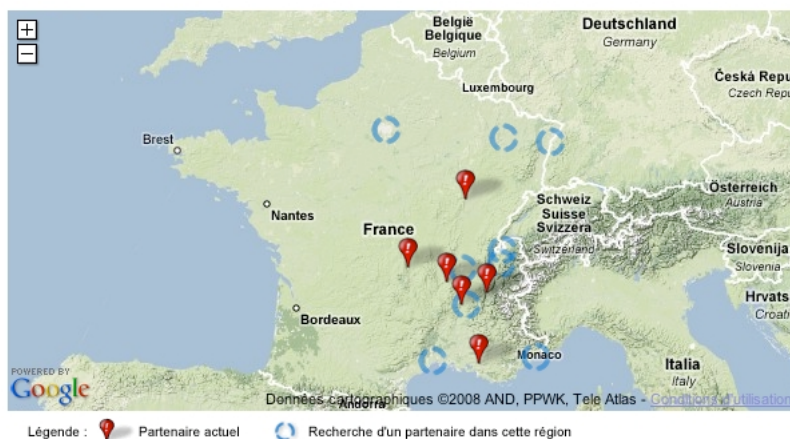 België
Belgique
Belgium
Deutschland
Germany
Luxembourg
Česká Repu
Czech Repu
Brest
Österreich
Austria
Schweiz
Suisse
Svizzera
Switzerland
Nantes
France
Slovenija
Slovenia
Hrvats
Croati
Bordeaux
Monaco
Italia
Italy
POWERED BY
Google
Données cartographiques ©2008 AND, PPWK, Tele Atlas - Conditions d'utilisation
Andorra
Légende : Partenaire actuel Recherche d'un partenaire dans cette région